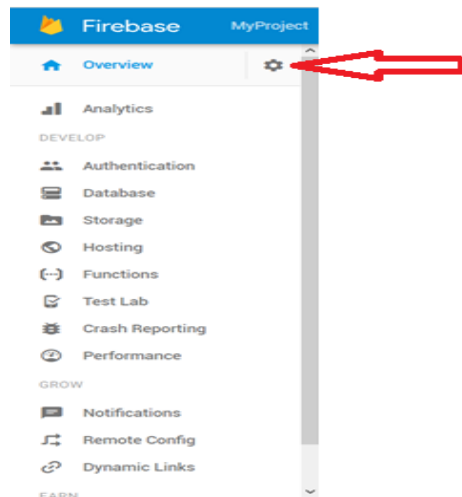 Firebase MyProject
Overview
Analytics
DEVELOP
Authentication
Database
Storage
Hosting
Functions
Test Lab
Crash Reporting
Performance
GROW
Notifications
Remote Config
Dynamic Links
EARN